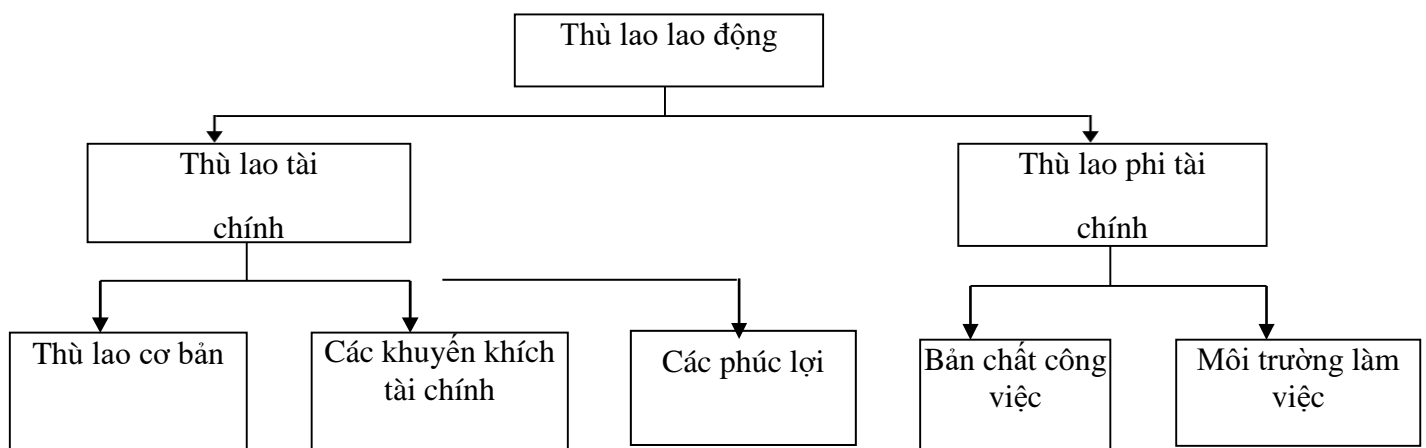 Thù lao lao động
Thù lao tài
chính
Thù lao phi tài
chính
Thù lao cơ bản
Các khuyến khích
tài chính
Các phúc lợi
Bản chất công
việc
Môi trường làm
việc